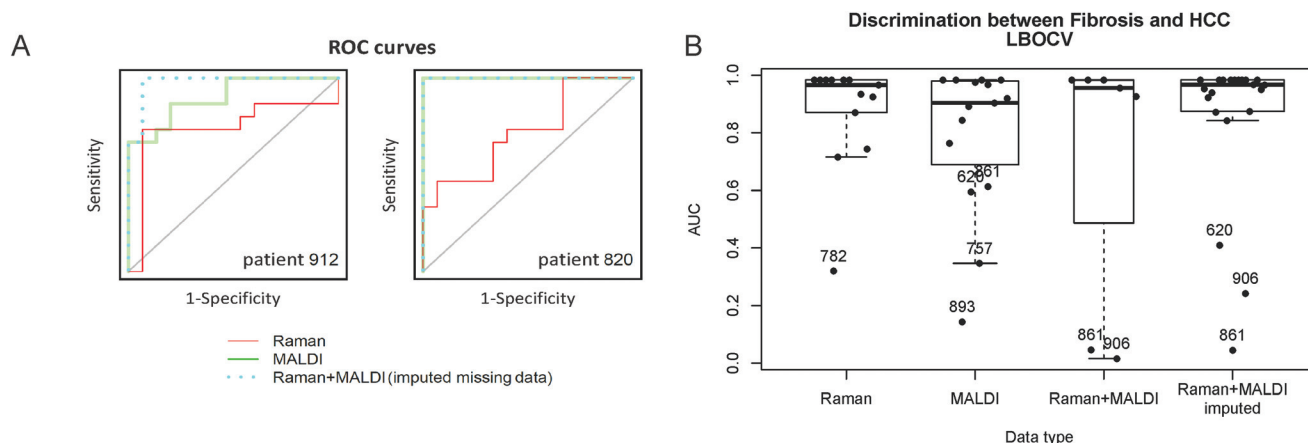 A
ROC curves
Sensitivity
patient 912
1-Specificity
Sensitivity
patient 820
1-Specificity
Raman
MALDI
Raman+MALDI (imputed missing data)
B
Discrimination between Fibrosis and HCC
LBOCV
AUC
1.0
0.8
0.6
0.4
0.2
0.0
782
620
861
757
893
861
906
620
906
861
Raman
MALDI
Raman+MALDI
Raman+MALDI
imputed
Data type